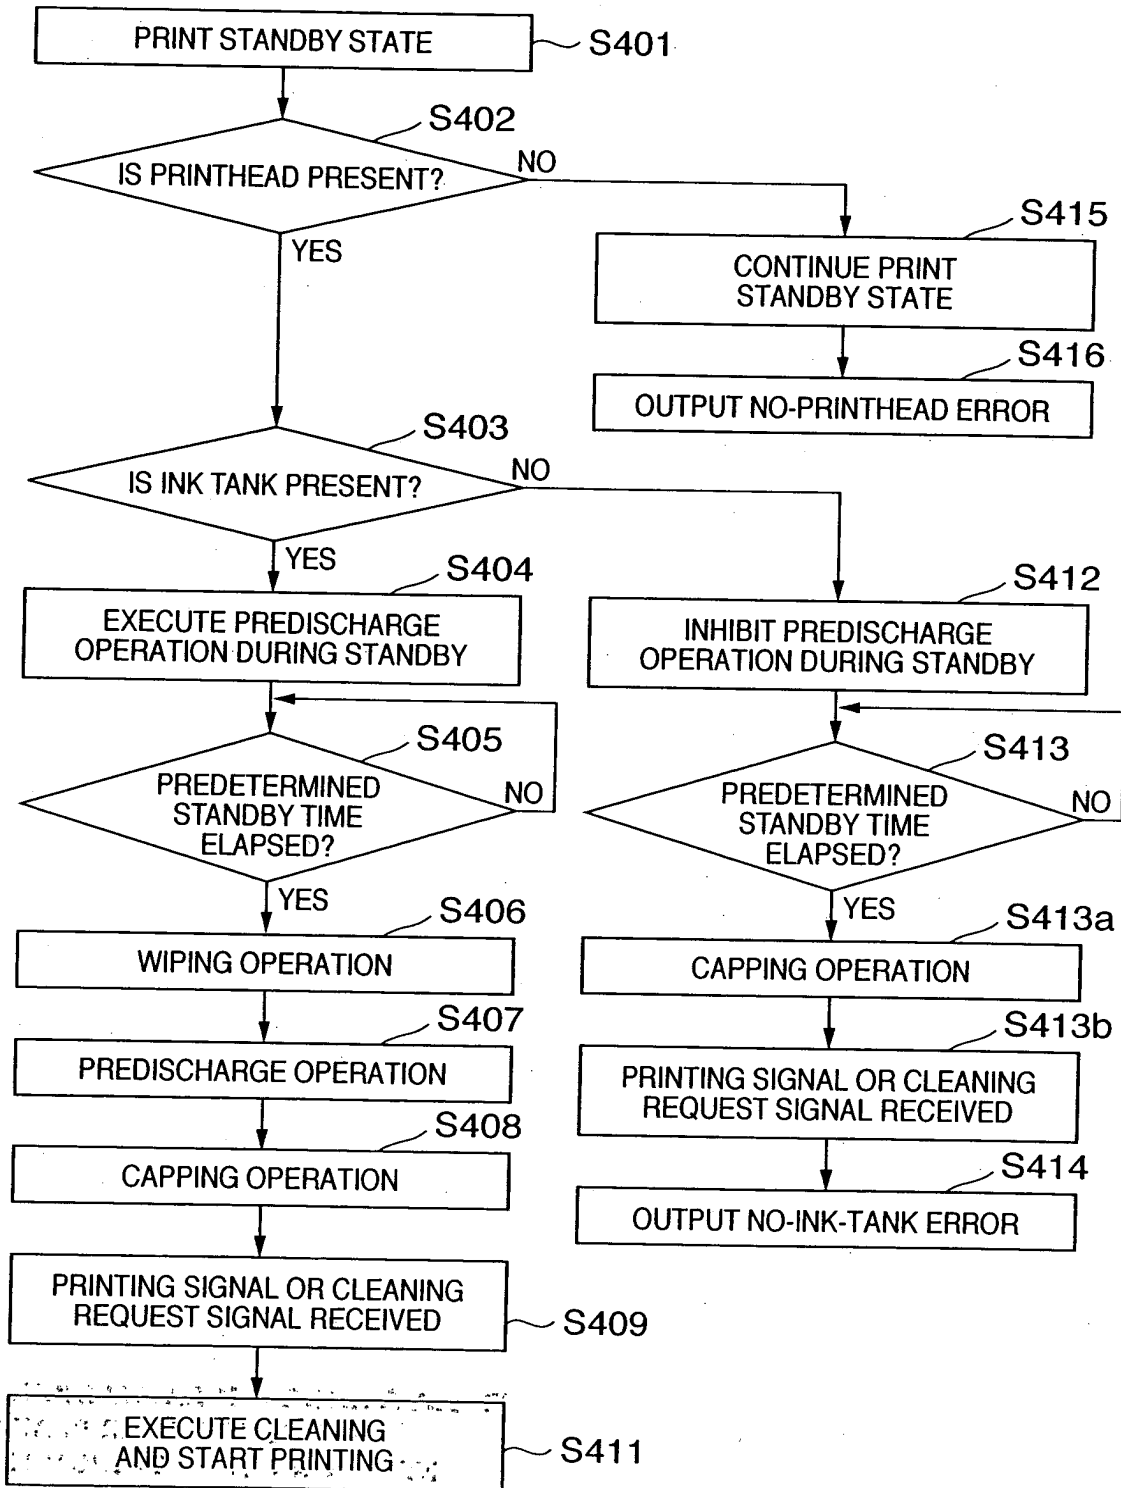 PRINT STANDBY STATE
S401
S402
IS PRINTHEAD PRESENT?
NO
YES
S415
CONTINUE PRINT
STANDBY STATE
S416
OUTPUT NO-PRINTHEAD ERROR
S403
IS INK TANK PRESENT?
NO
YES
S404
EXECUTE PREDISCHARGE
OPERATION DURING STANDBY
S405
PREDETERMINED
STANDBY TIME
ELAPSED?
NO
YES
S406
WIPING OPERATION
S407
PREDISCHARGE OPERATION
S408
CAPPING OPERATION
PRINTING SIGNAL OR CLEANING
REQUEST SIGNAL RECEIVED
S409
EXECUTE CLEANING
AND START PRINTING
S411
S412
INHIBIT PREDISCHARGE
OPERATION DURING STANDBY
S413
PREDETERMINED
STANDBY TIME
ELAPSED?
NO
YES
S413a
CAPPING OPERATION
S413b
PRINTING SIGNAL OR CLEANING
REQUEST SIGNAL RECEIVED
S414
OUTPUT NO-INK-TANK ERROR